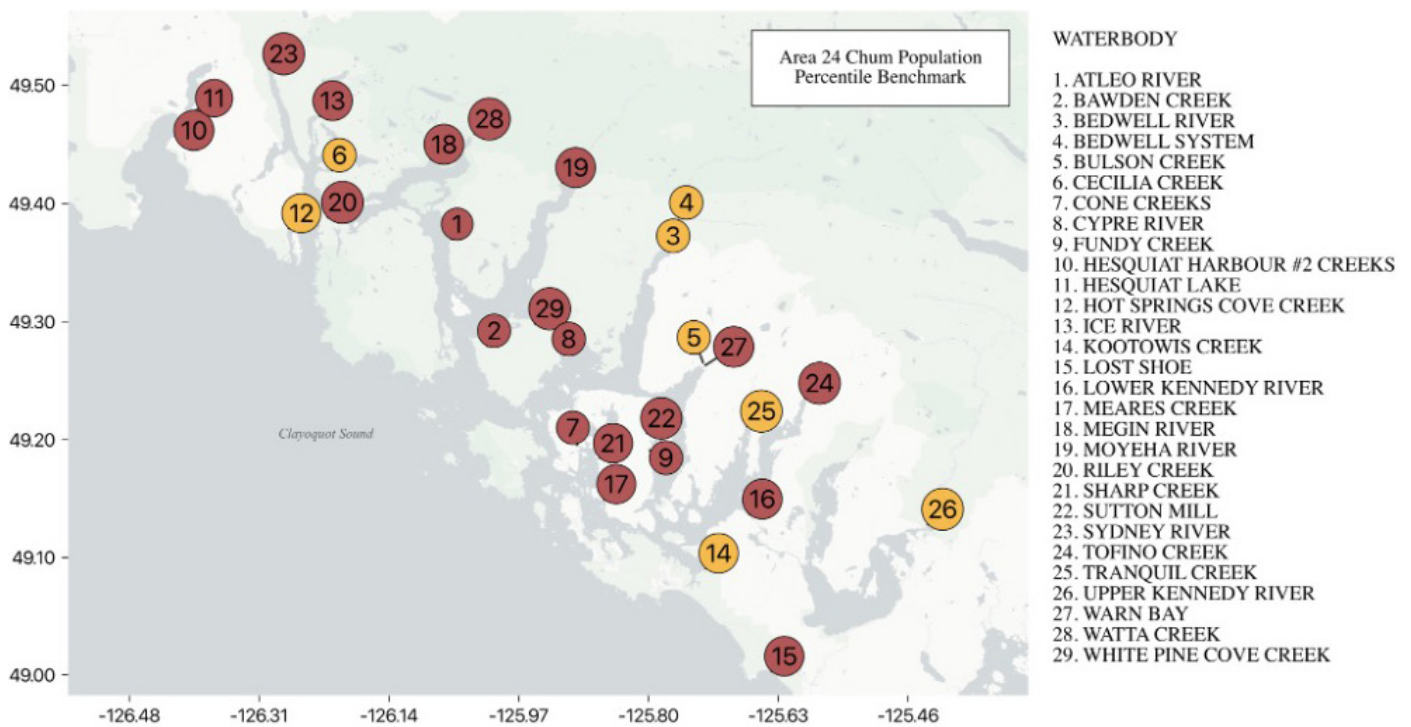 Area 24 Chum Population
Percentile Benchmark
49.50
49.40
49.30
49.20
49.10
49.00
-126.48
-126.31
-126.14
-125.97
-125.80
-125.63
-125.46
23
11
13
10
28
18
6
19
20
12
4
1
3
29
2
8
5
27
24
25
22
7
21
9
17
16
26
14
15
Clayoquot Sound
WATERBODY
1. ATLEO RIVER
2. BAWDEN CREEK
3. BEDWELL RIVER
4. BEDWELL SYSTEM
5. BULSON CREEK
6. CECILIA CREEK
7. CONE CREEKS
8. CYPRE RIVER
9. FUNDY CREEK
10. HESQUIAT HARBOUR #2 CREEKS
11. HESQUIAT LAKE
12. HOT SPRINGS COVE CREEK
13. ICE RIVER
14. KOOTOWIS CREEK
15. LOST SHOE
16. LOWER KENNEDY RIVER
17. MEARES CREEK
18. MEGIN RIVER
19. MOYEHA RIVER
20. RILEY CREEK
21. SHARP CREEK
22. SUTTON MILL
23. SYDNEY RIVER
24. TOFINO CREEK
25. TRANQUIL CREEK
26. UPPER KENNEDY RIVER
27. WARN BAY
28. WATTA CREEK
29. WHITE PINE COVE CREEK